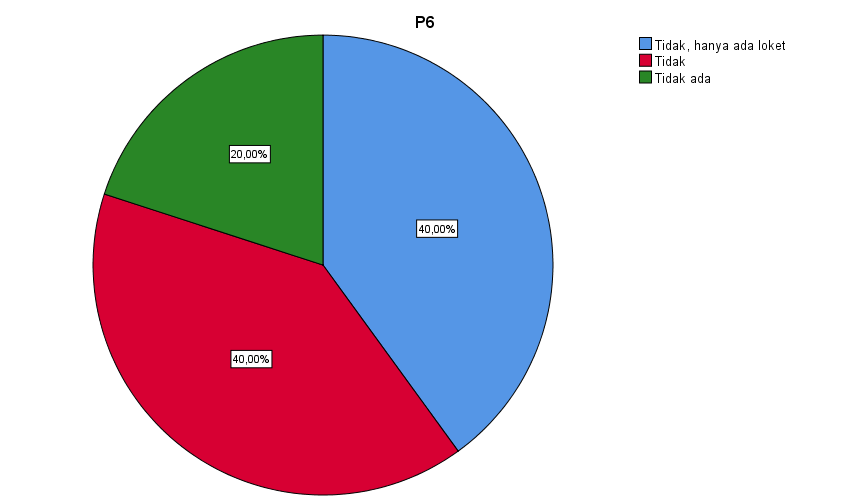 P6
Tidak, hanya ada loket
Tidak
Tidak ada
20,00%
40,00%
40,00%